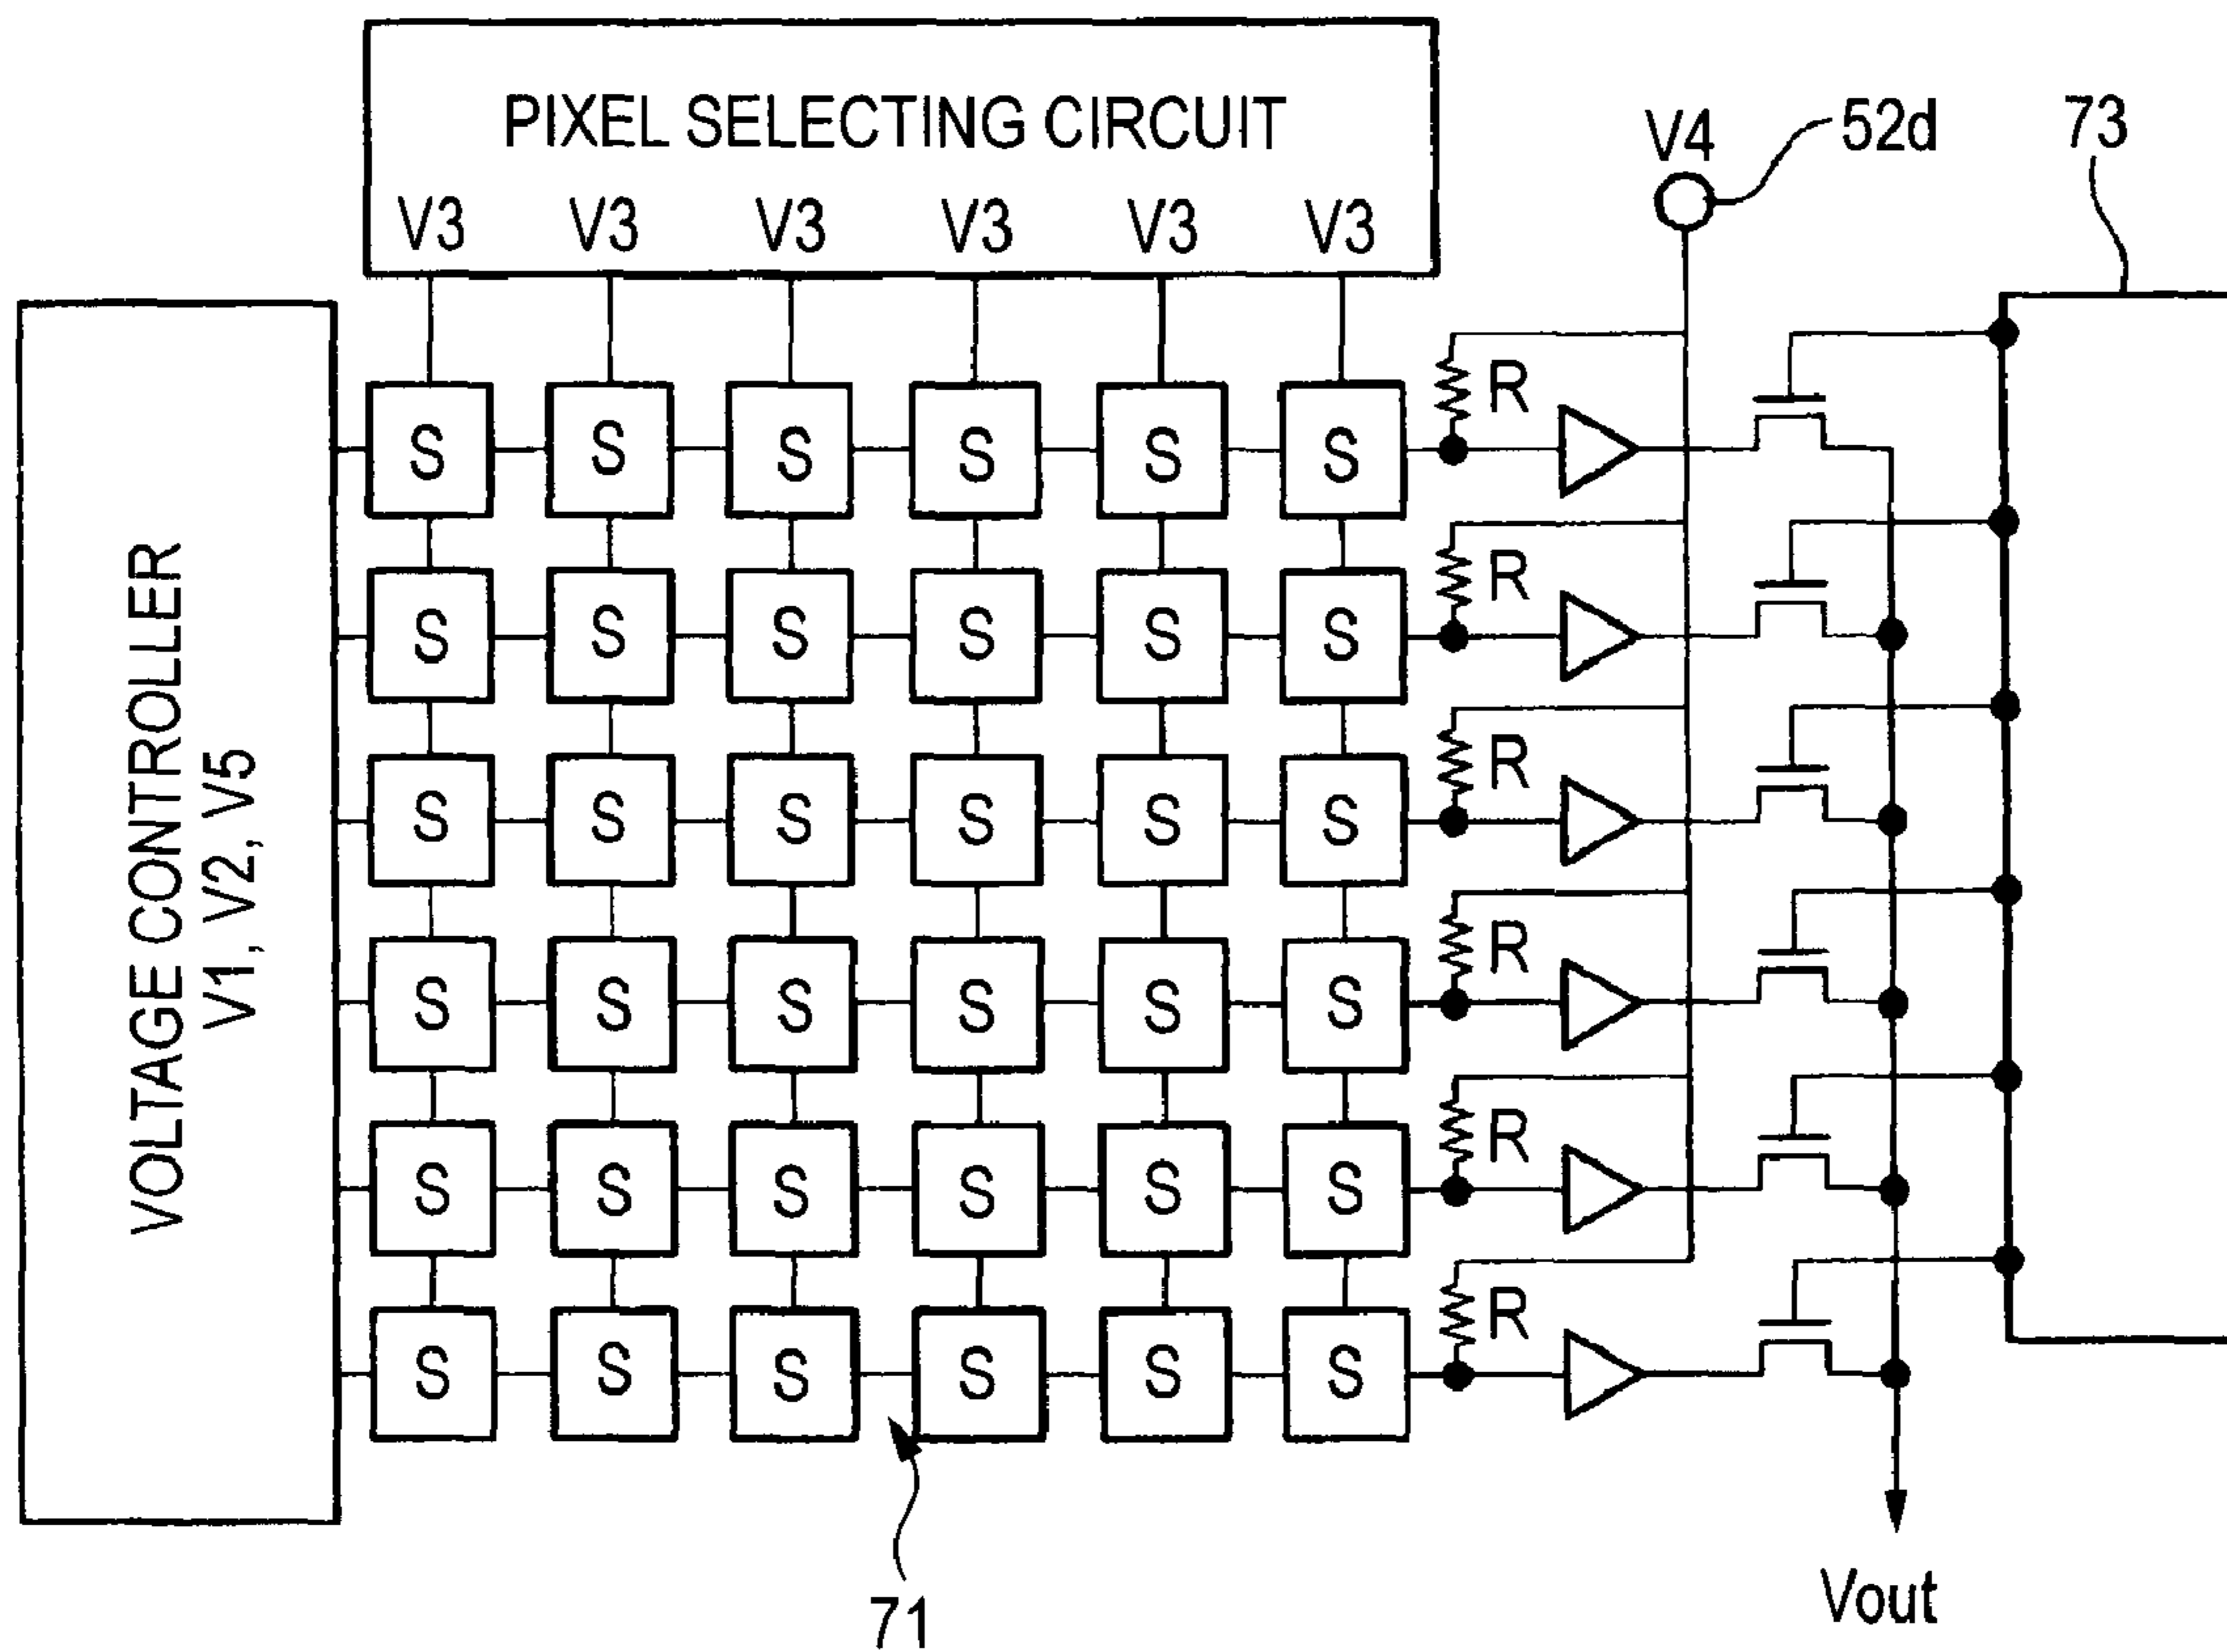 PIXEL SELECTING CIRCUIT
V3 V3 V3 V3 V3 V3
V4
52d
73
VOLTAGE CONTROLLER
V1, V2, V5
S S S S S S R
S S S S S S R
S S S S S S R
S S S S S S R
S S S S S S R
S S S S S S R
71
Vout